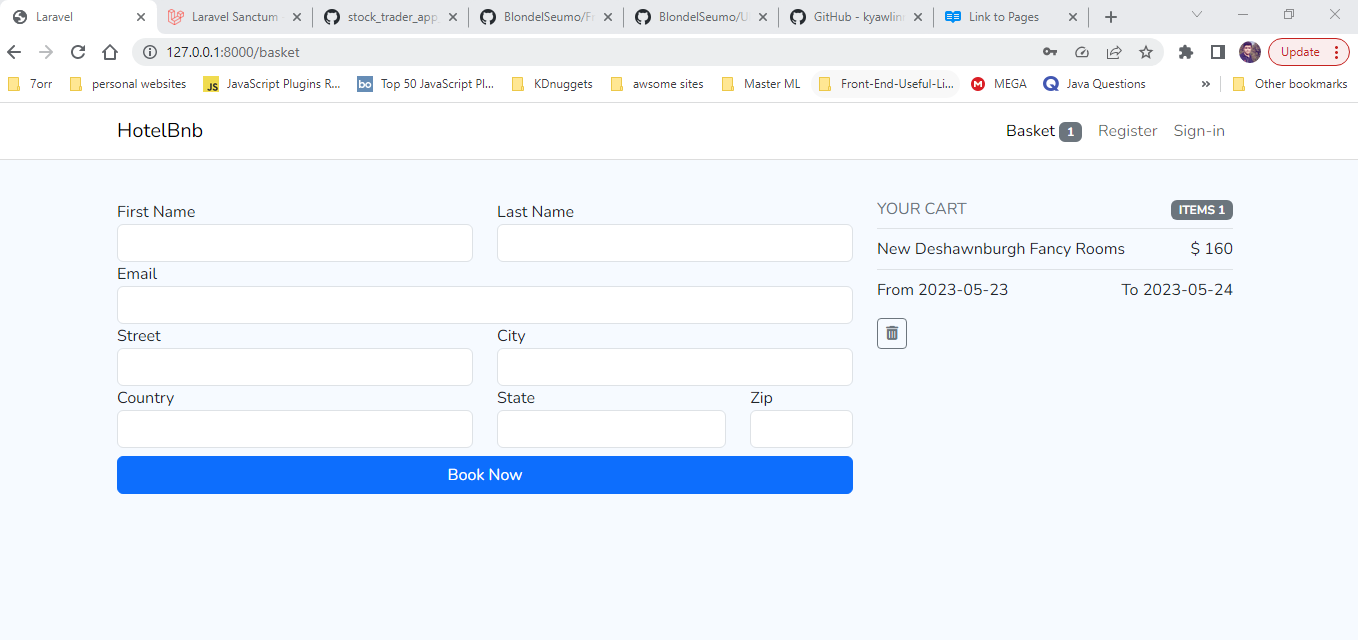 Laravel
Laravel Sanctum
stock_trader_app
BlondelSeumo/
BlondelSeumo/
GitHub - kyawlin
Link to Pages
127.0.0.1:8000/basket
Update
7orr
personal websites
JS
JavaScript Plugins R...
bo
Top 50 JavaScript Pl...
KDnuggets
awsome sites
Master ML
Front-End-Useful-Li...
M
MEGA
Q
Java Questions
»
Other bookmarks
HotelBnb
Basket 1
Register
Sign-in
First Name
Last Name
Email
Street
City
Country
State
Zip
Book Now
YOUR CART
ITEMS 1
New Deshawnburgh Fancy Rooms
$ 160
From 2023-05-23
To 2023-05-24